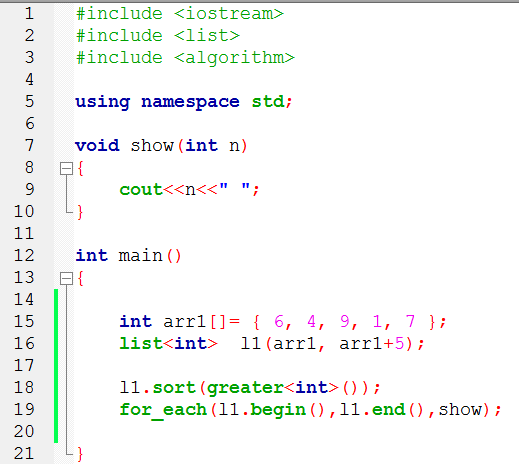 1 #include <iostream>
2 #include <list>
3 #include <algorithm>
4
5 using namespace std;
6
7 void show(int n)
8 {
9 cout<<n<<" ";
10 }
11
12 int main()
13 {
14
15 int arr1[]= { 6, 4, 9, 1, 7 };
16 list<int> l1(arr1, arr1+5);
17
18 l1.sort(greater<int>());
19 for_each(l1.begin(),l1.end(),show);
20
21 }